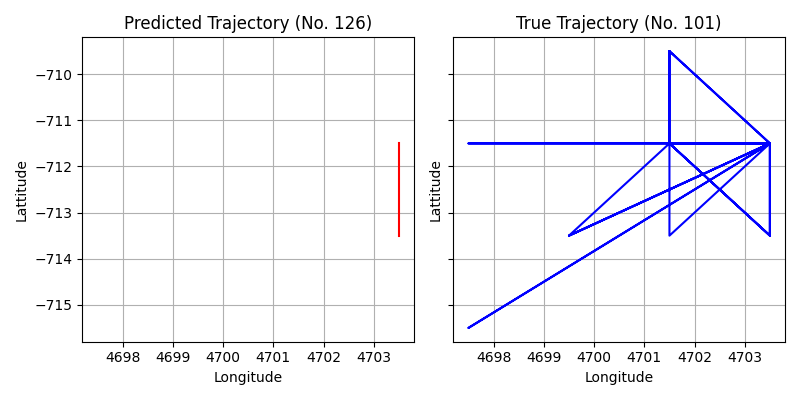 Predicted Trajectory (No. 126)
−710
−711
−712
−713
−714
−715
Lattitude
4698 4699 4700 4701 4702 4703
Longitude
True Trajectory (No. 101)
Lattitude
4698 4699 4700 4701 4702 4703
Longitude